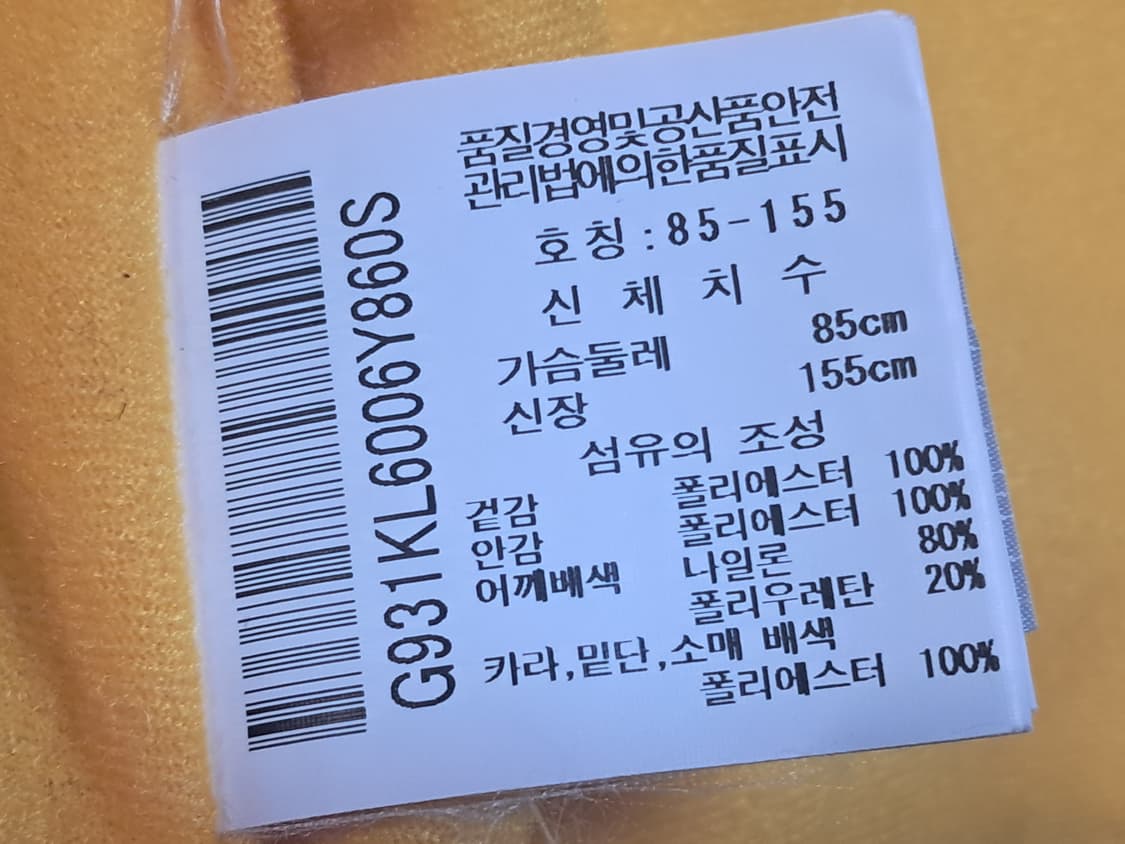 품질경영및공산품안전
관리법에의한품질표시
호칭:85-155
신 체 치 수
가슴둘레 85cm
신장 155cm
섬유의 조성
겉감 폴리에스터 100%
안감 폴리에스터 100%
어깨배색 나일론 80%
폴리우레탄 20%
카라,밑단,소매 배색
폴리에스터 100%
G931KL6006Y860S